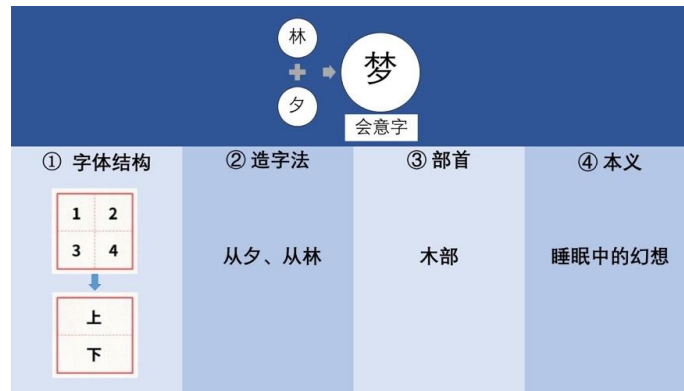 林
夕
梦
会意字
① 字体结构
② 造字法
③ 部首
④ 本义
1 2
3 4
上
下
从夕、从林
木部
睡眠中的幻想